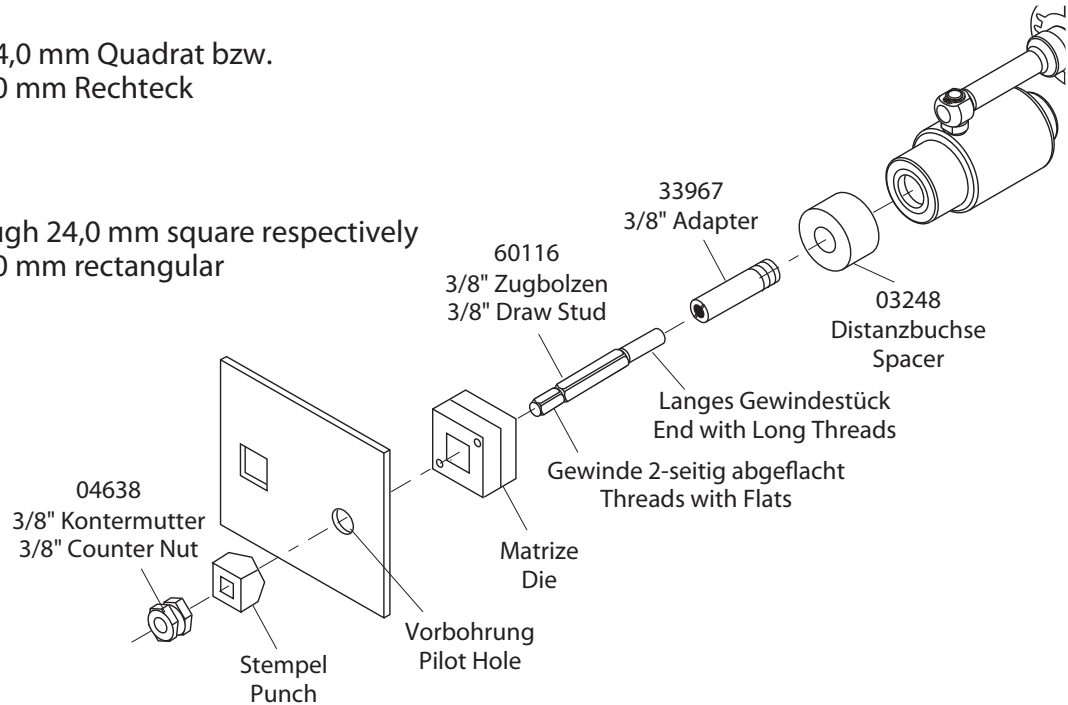 4,0 mm Quadrat bzw.
0 mm Rechteck
ugh 24,0 mm square respectively
0 mm rectangular
33967
3/8" Adapter
60116
3/8" Zugbolzen
3/8" Draw Stud
03248
Distanzbuchse
Spacer
Langes Gewindestück
End with Long Threads
Gewinde 2-seitig abgeflacht
Threads with Flats
04638
3/8" Kontermutter
3/8" Counter Nut
Matrize
Die
Vorbohrung
Pilot Hole
Stempel
Punch